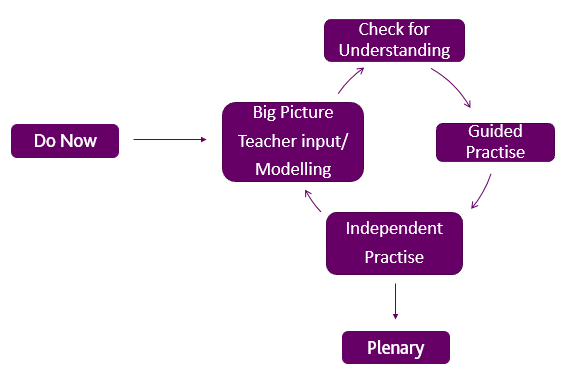 Do Now
Big Picture
Teacher input/
Modelling
Check for
Understanding
Guided
Practise
Independent
Practise
Plenary